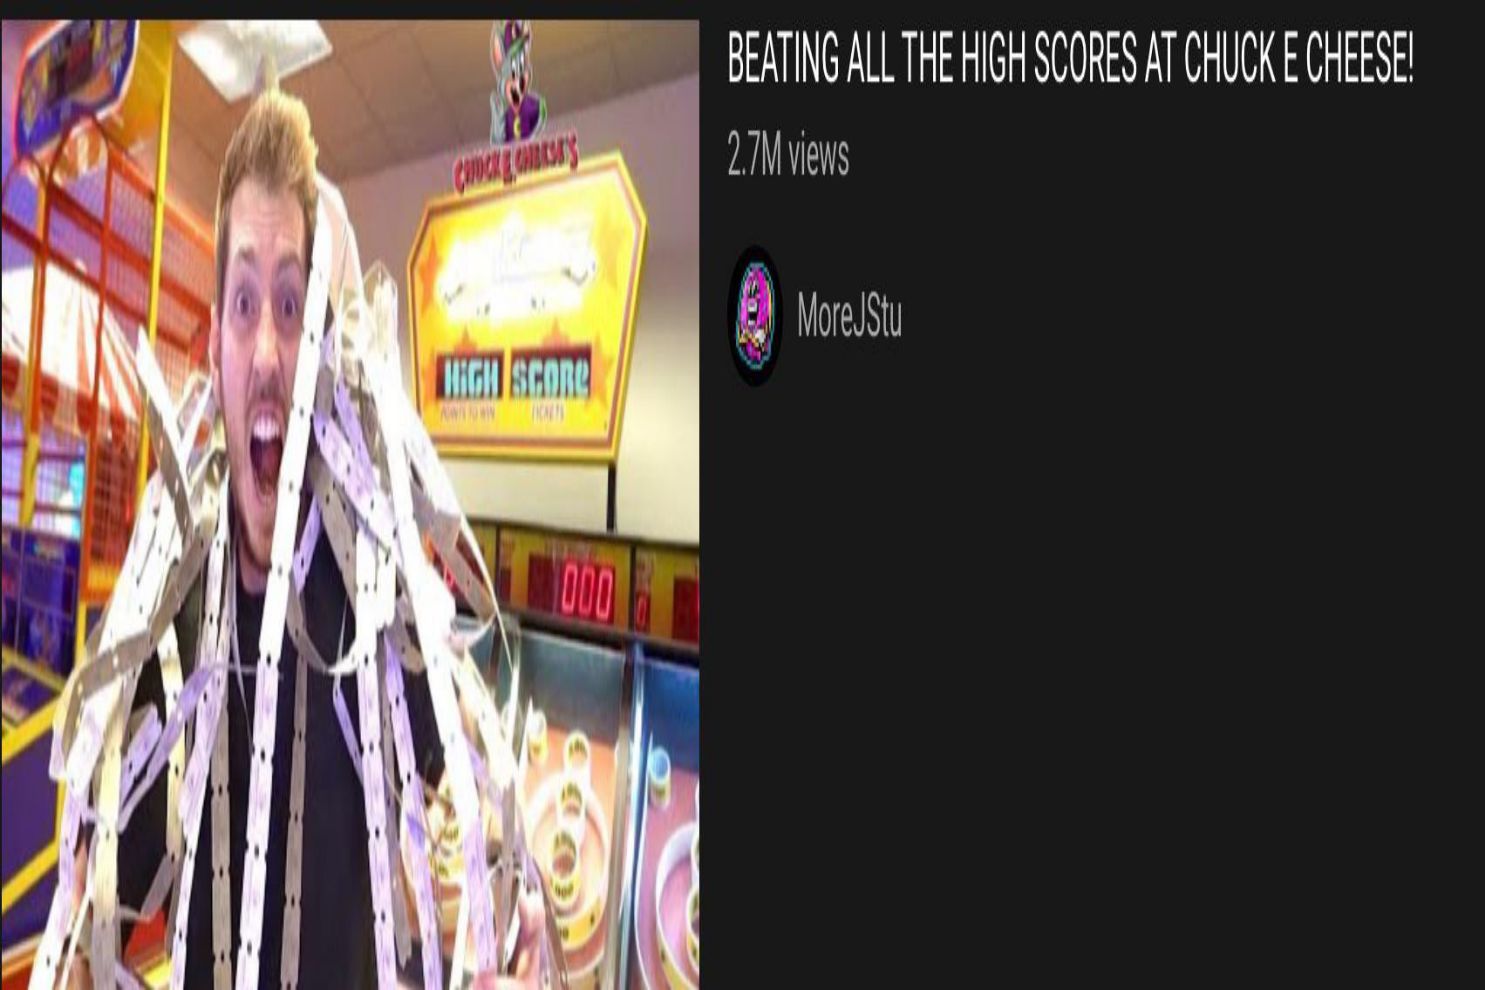 BEATING ALL THE HIGH SCORES AT CHUCK E CHEESE!
2.7M views
MoreJStu
CHUCK E. CHEESE'S
HIGH SCORE
POINTS TO WIN
TICKETS
000